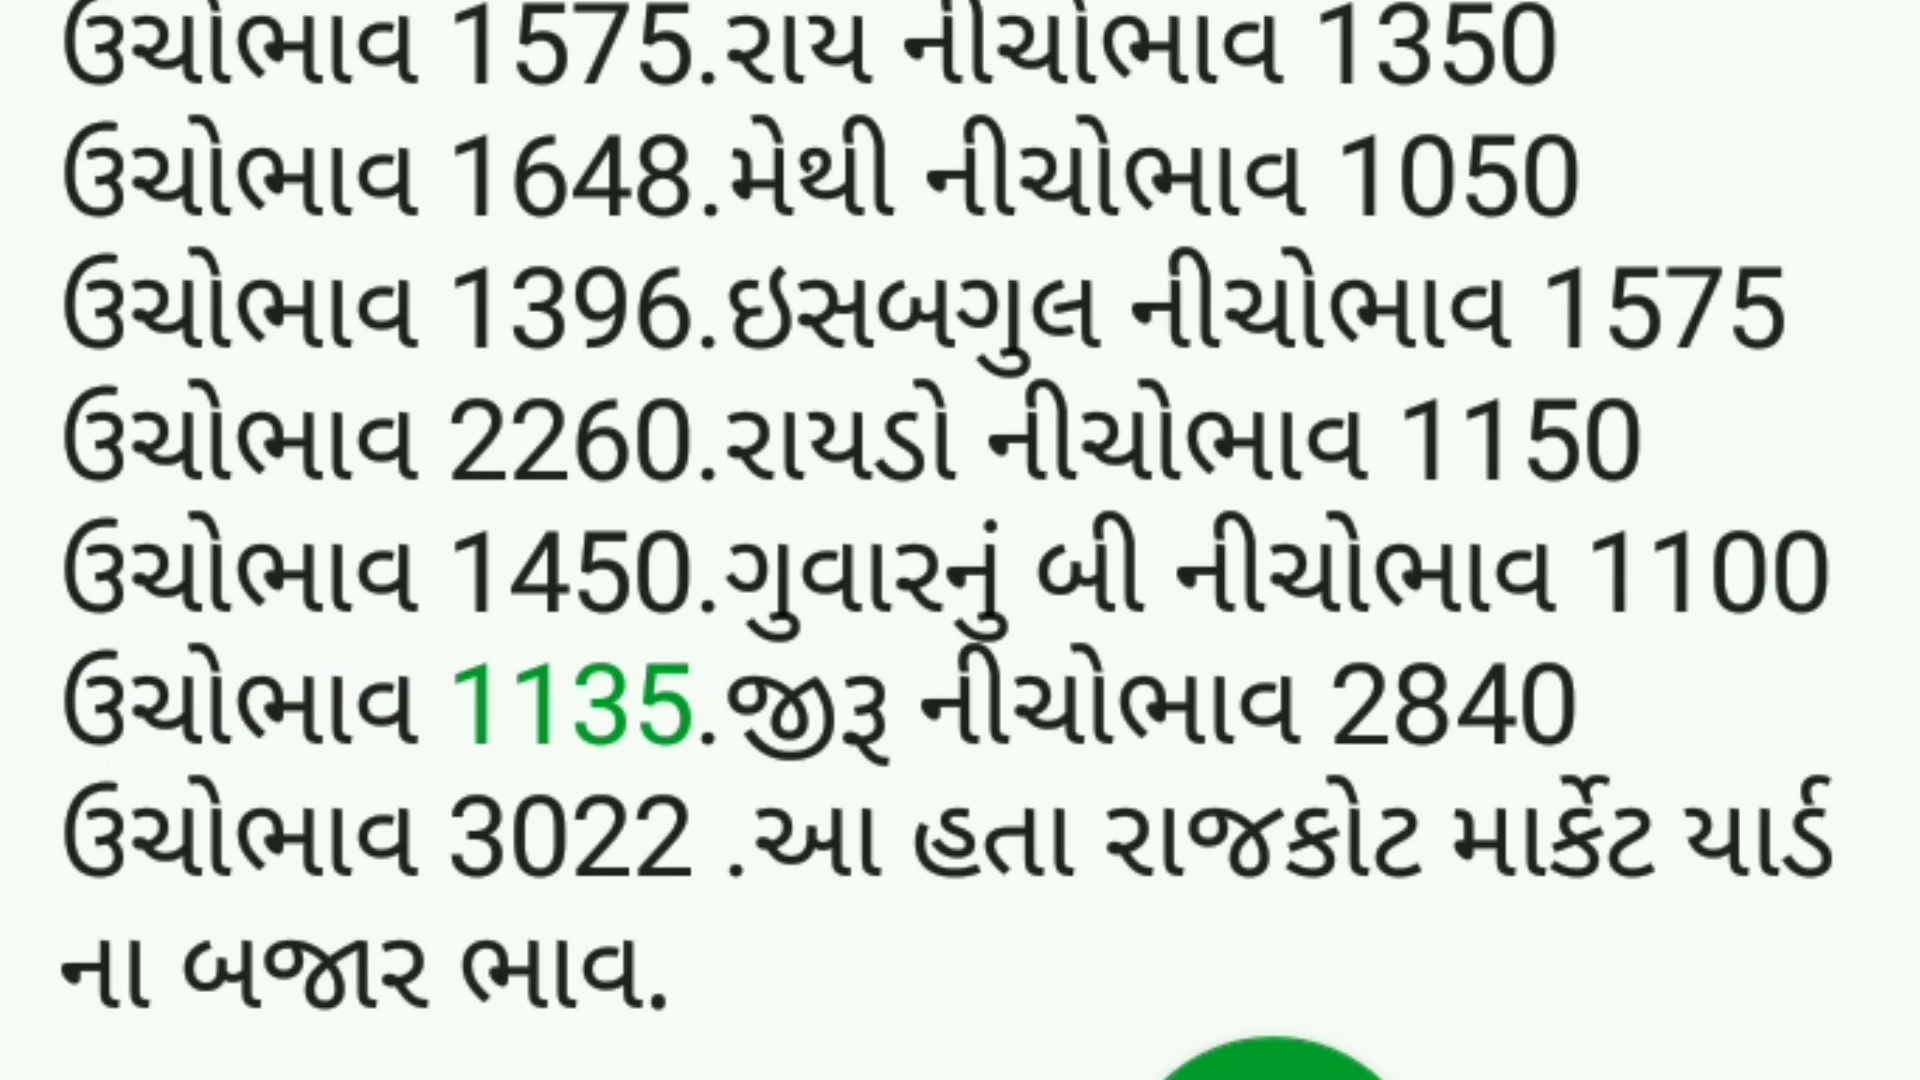 ઉચોભાવ 1575.રાય નીચોભાવ 1350
ઉચોભાવ 1648.મેથી નીચોભાવ 1050
ઉચોભાવ 1396.ઇસબગુલ નીચોભાવ 1575
ઉચોભાવ 2260.રાયડો નીચોભાવ 1150
ઉચોભાવ 1450.ગુવારનું બી નીચોભાવ 1100
ઉચોભાવ 1135.જીરૂ નીચોભાવ 2840
ઉચોભાવ 3022 .આ હતા રાજકોટ માર્કેટ યાર્ડ
ના બજાર ભાવ.